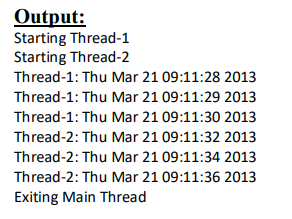 Output:
Starting Thread-1
Starting Thread-2
Thread-1: Thu Mar 21 09:11:28 2013
Thread-1: Thu Mar 21 09:11:29 2013
Thread-1: Thu Mar 21 09:11:30 2013
Thread-2: Thu Mar 21 09:11:32 2013
Thread-2: Thu Mar 21 09:11:34 2013
Thread-2: Thu Mar 21 09:11:36 2013
Exiting Main Thread